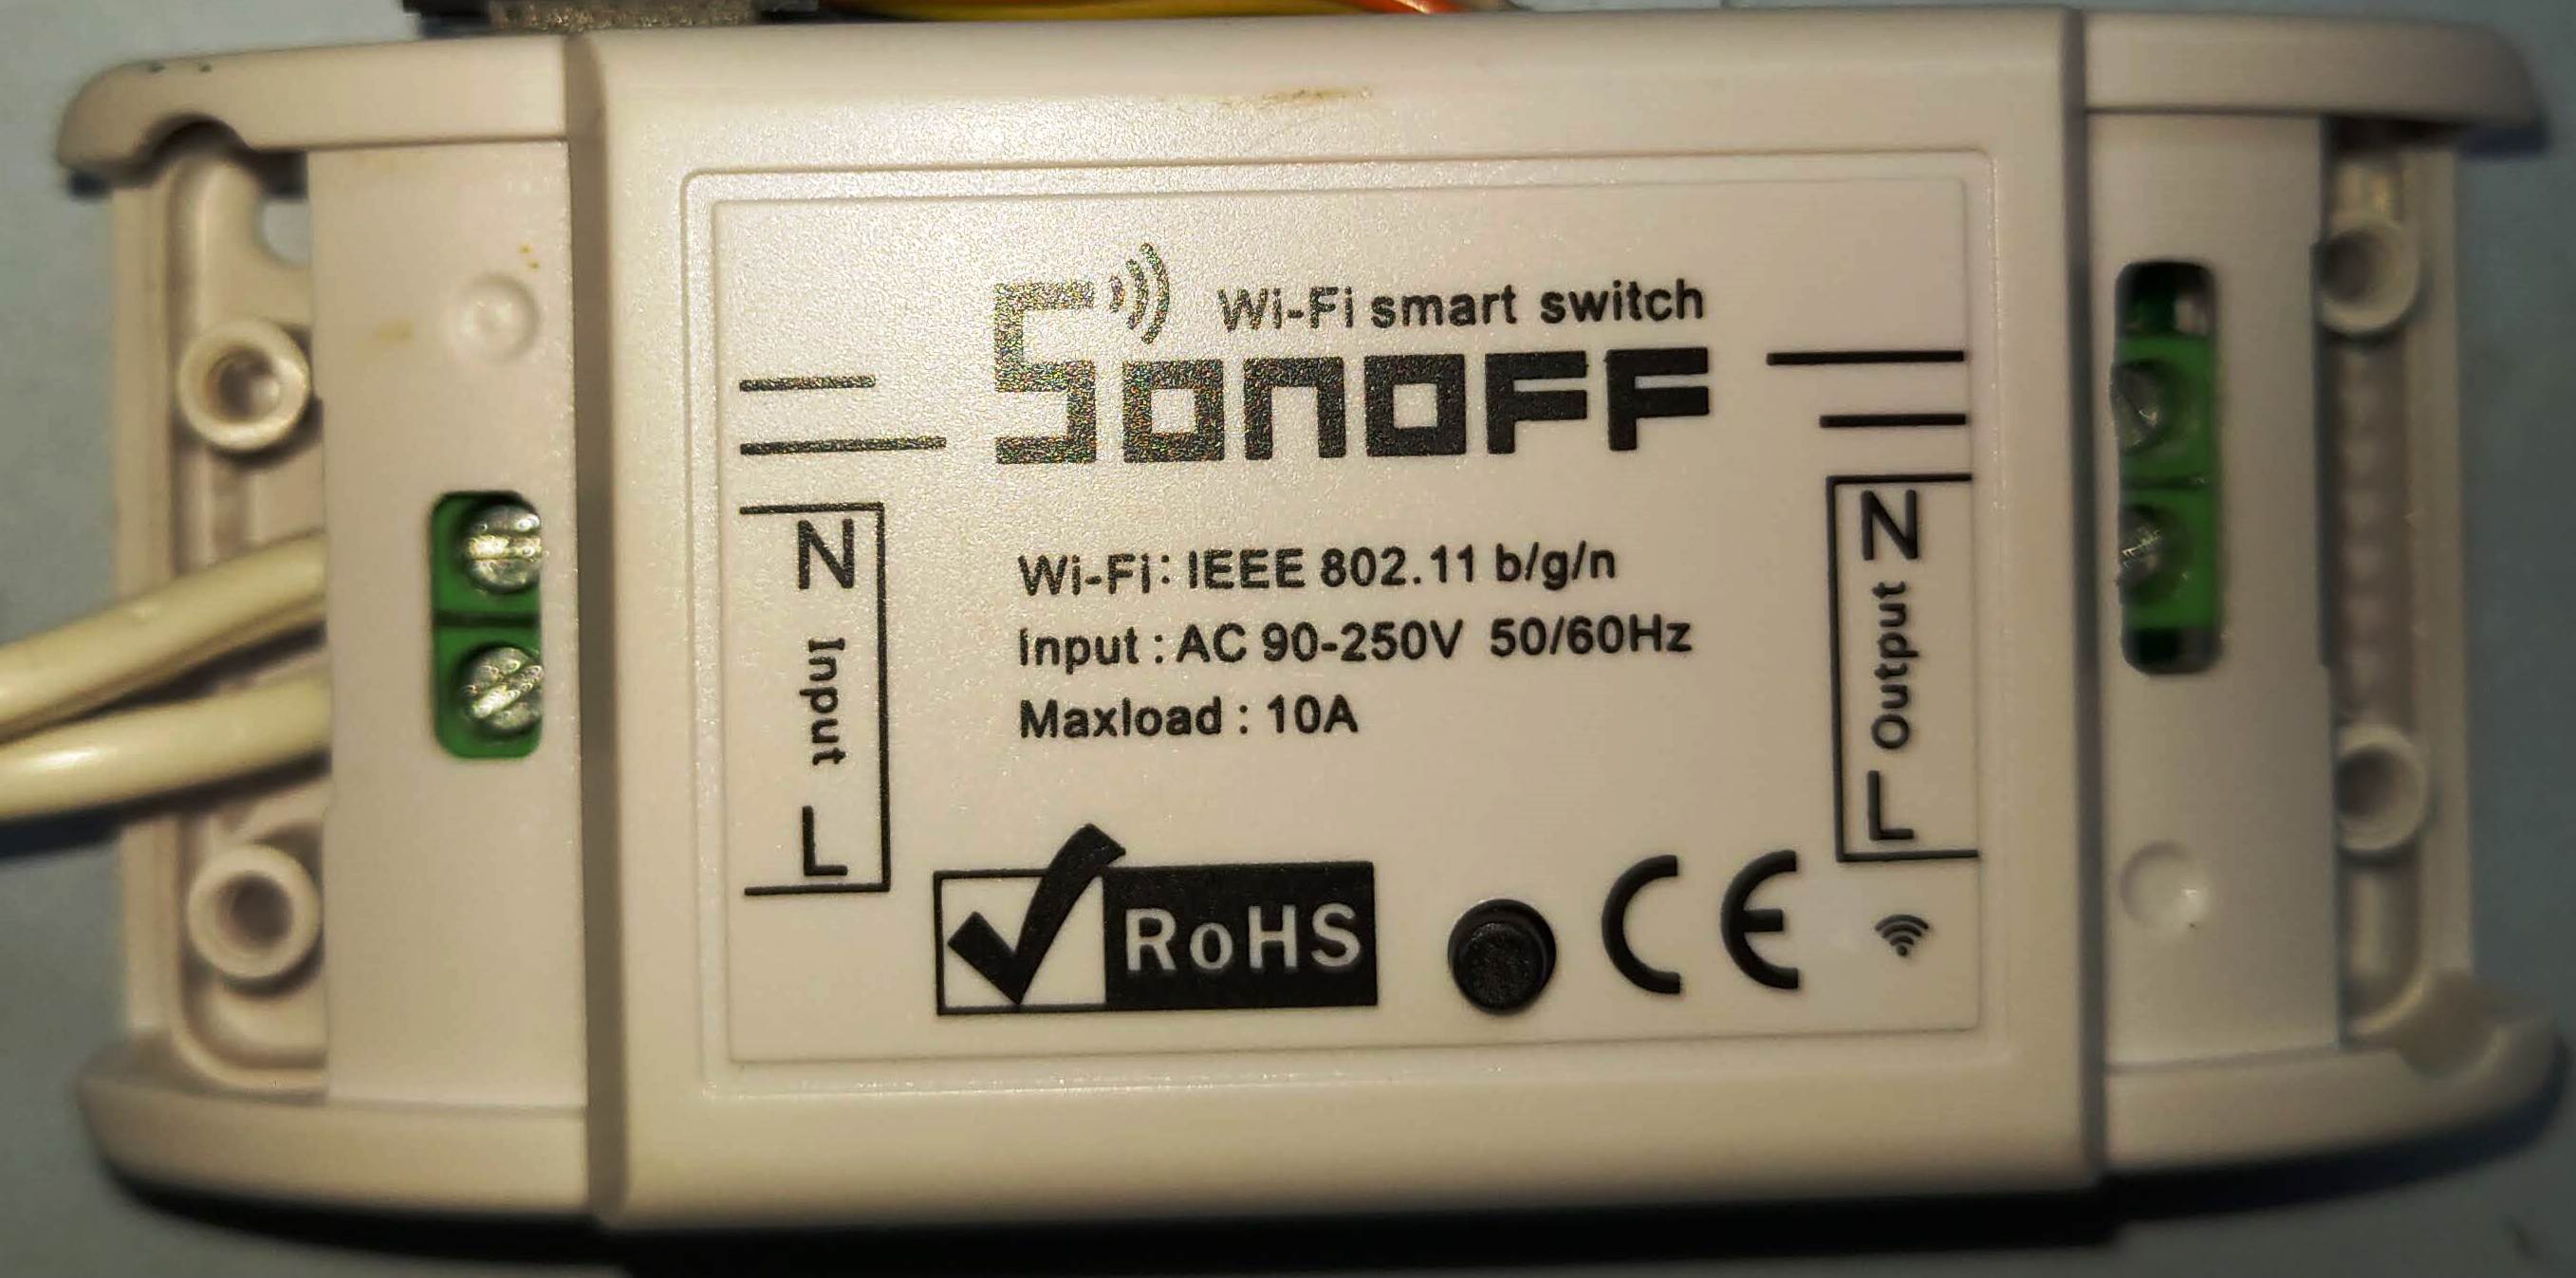 Wi-Fi smart switch
SONOFF
N Input L
Wi-Fi: IEEE 802.11 b/g/n
Input : AC 90-250V 50/60Hz
Maxload : 10A
L Output N
RoHS
CE